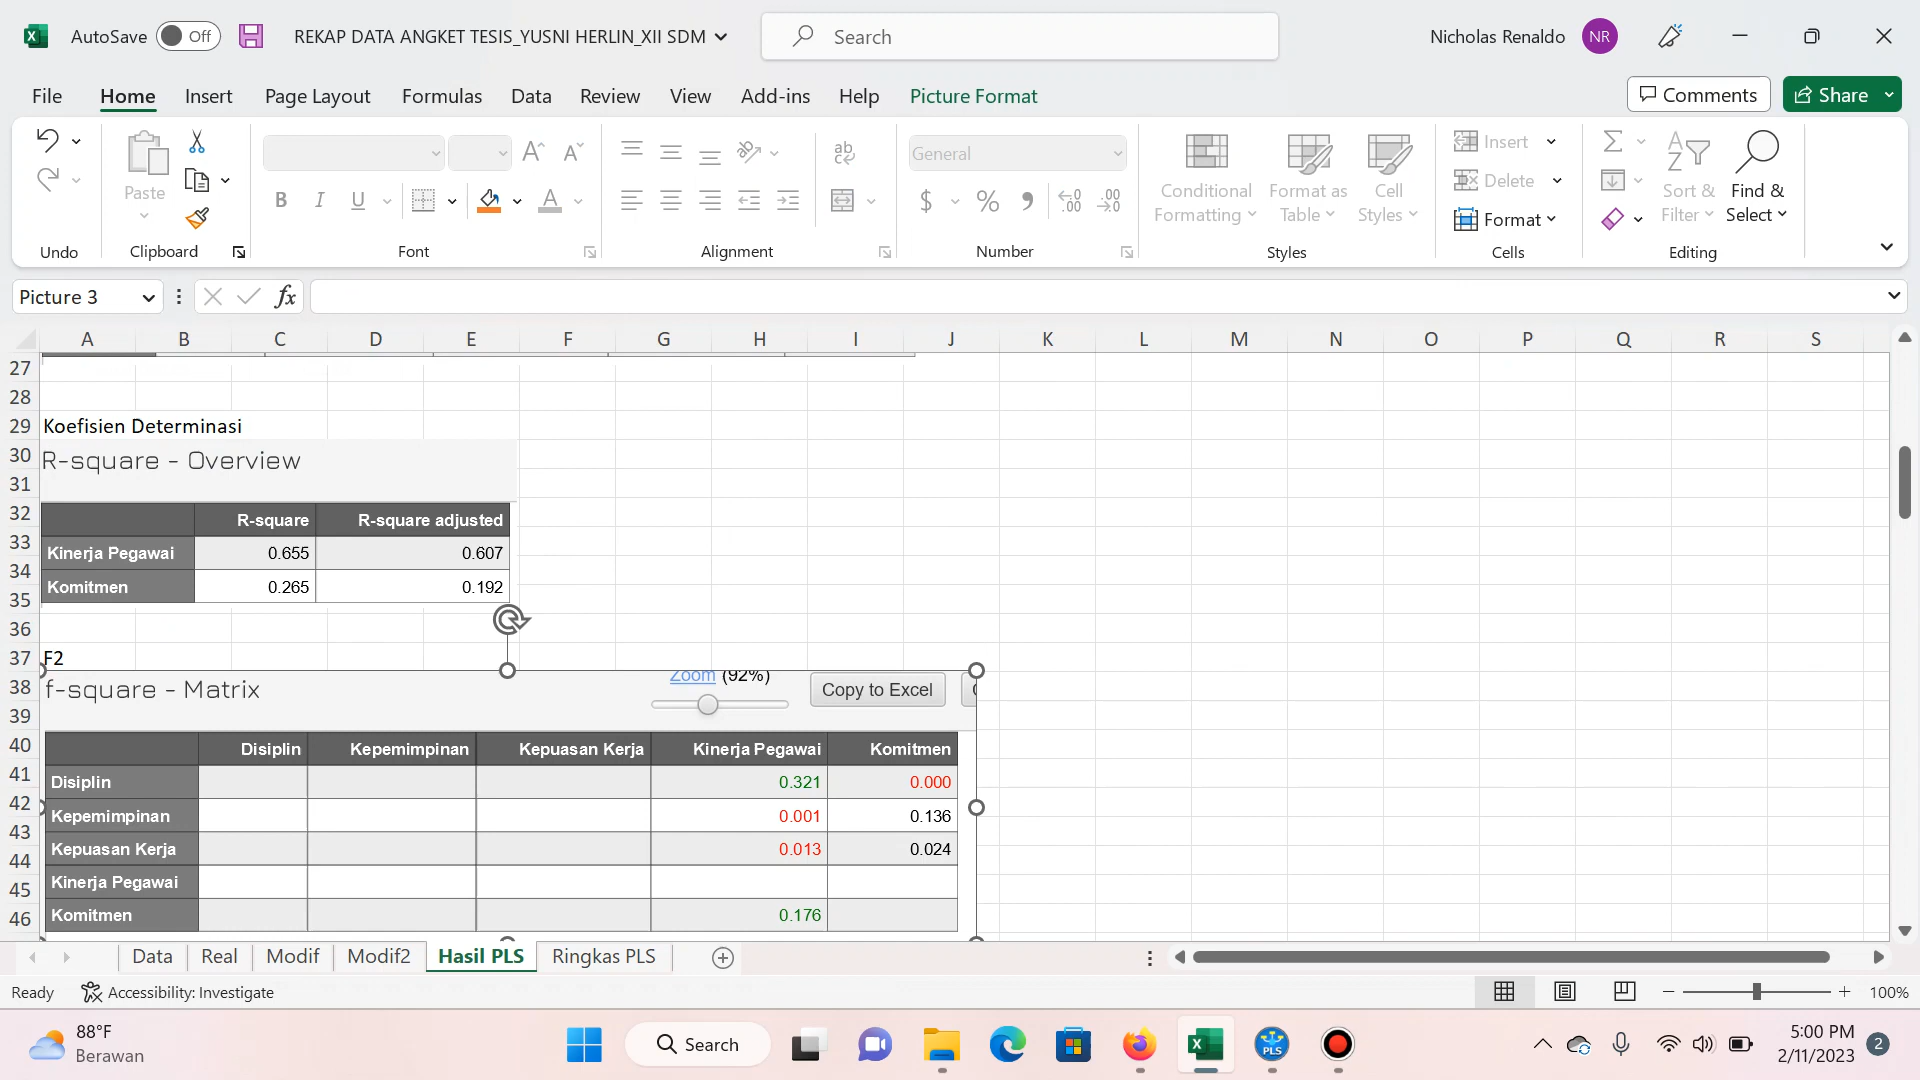 AutoSave Off REKAP DATA ANGKET TESIS_YUSNI HERLIN_XII SDM Search Nicholas Renaldo NR
File Home Insert Page Layout Formulas Data Review View Add-ins Help Picture Format Comments Share
Paste
General
Conditional Formatting
Format as Table
Cell Styles
Insert
Delete
Format
Sort & Filter
Find & Select
Undo Clipboard Font Alignment Number Styles Cells Editing
Picture 3 fx
A B C D E F G H I J K L M N O P Q R S
27
28
29 Koefisien Determinasi
30 R-square - Overview
31
32 R-square R-square adjusted
33 Kinerja Pegawai 0.655 0.607
34
35 Komitmen 0.265 0.192
36
37 F2
38 f-square - Matrix Zoom (92%) Copy to Excel
39
40 Disiplin Kepemimpinan Kepuasan Kerja Kinerja Pegawai Komitmen
41 Disiplin 0.321 0.000
42 Kepemimpinan 0.001 0.136
43
44 Kepuasan Kerja 0.013 0.024
45 Kinerja Pegawai
46 Komitmen 0.176
Data Real Modif Modif2 Hasil PLS Ringkas PLS
Ready Accessibility: Investigate 100%
88°F
Berawan
Search
PLS
5:00 PM
2/11/2023
2